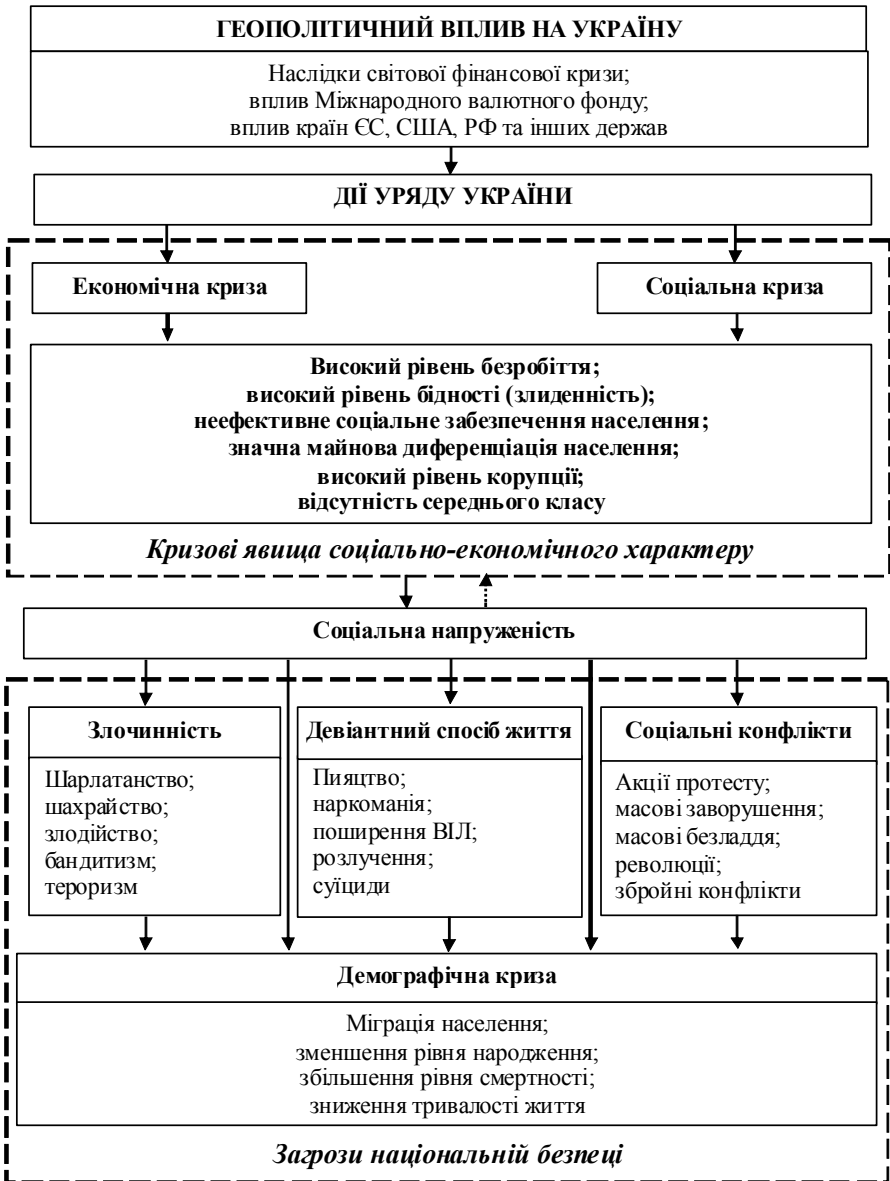 ГЕОПОЛІТИЧНИЙ ВПЛИВ НА УКРАЇНУ
Наслідки світової фінансової кризи;
вплив Міжнародного валютного фонду;
вплив країн ЄС, США, РФ та інших держав
ДІЇ УРЯДУ УКРАЇНИ
Економічна криза
Соціальна криза
Високий рівень безробіття;
високий рівень бідності (злиденність);
неефективне соціальне забезпечення населення;
значна майнова диференціація населення;
високий рівень корупції;
відсутність середнього класу
Кризові явища соціально-економічного характеру
Соціальна напруженість
Злочинність
Шарлатанство;
шахрайство;
злодійство;
бандитизм;
тероризм
Девіантний спосіб життя
Пияцтво;
наркоманія;
поширення ВІЛ;
розлучення;
суїциди
Соціальні конфлікти
Акції протесту;
масові заворушення;
масові безладдя;
революції;
збройні конфлікти
Демографічна криза
Міграція населення;
зменшення рівня народження;
збільшення рівня смертності;
зниження тривалості життя
Загрози національній безпеці